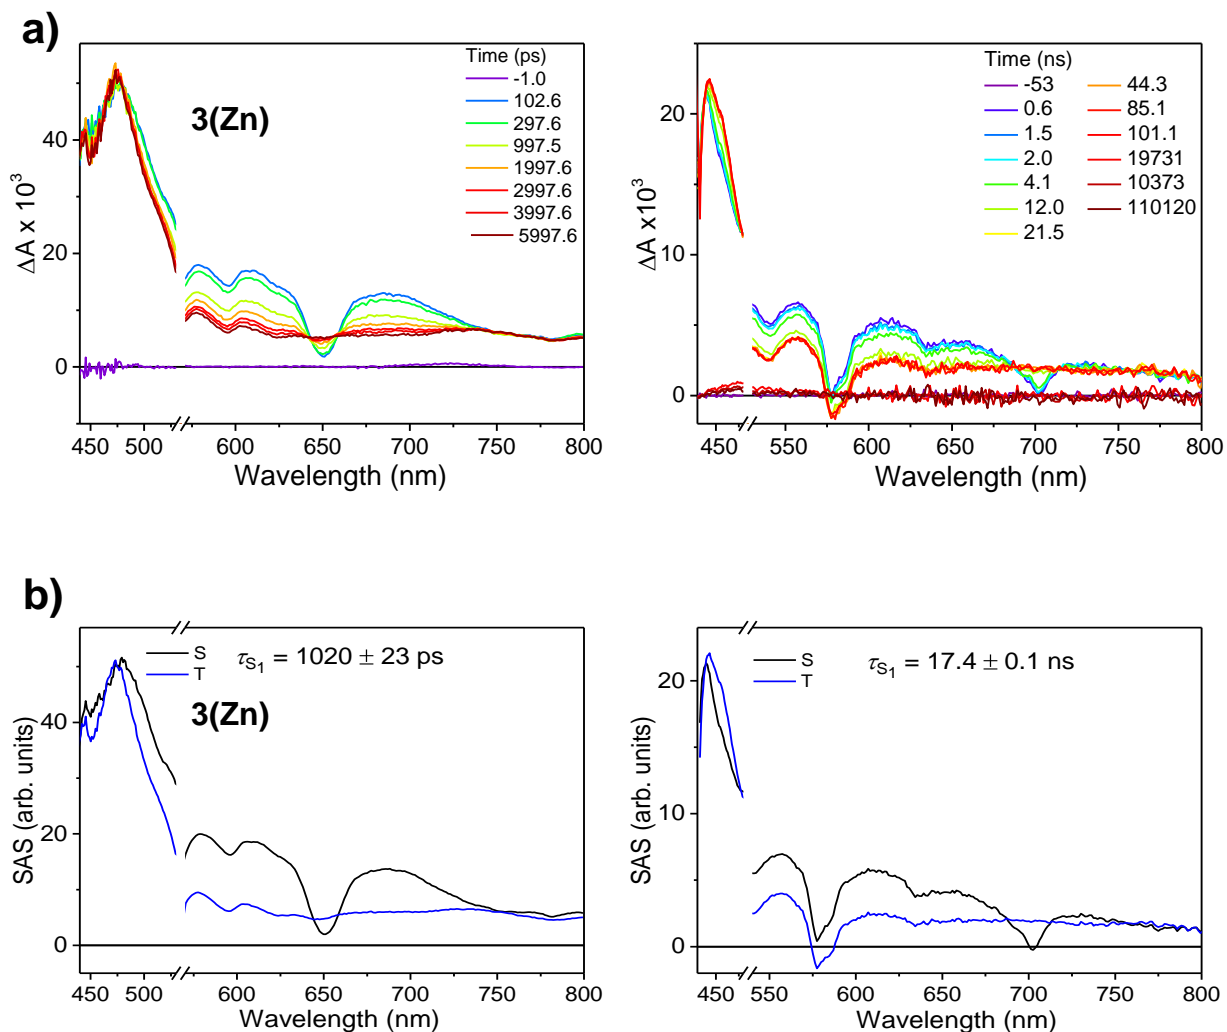 a)
3(Zn)
Time (ps)
-1.0
102.6
297.6
997.5
1997.6
2997.6
3997.6
5997.6
ΔA x 10³
0
20
40
450 500 600 650 700 750 800
Wavelength (nm)
Time (ns)
-53
0.6
1.5
2.0
4.1
12.0
21.5
44.3
85.1
101.1
19731
10373
110120
ΔA x10³
0
10
20
450 550 600 650 700 750 800
Wavelength (nm)
b)
S
T
τS₁ = 1020 ± 23 ps
3(Zn)
SAS (arb. units)
0
20
40
450 500 600 650 700 750 800
Wavelength (nm)
S
T
τS₁ = 17.4 ± 0.1 ns
SAS (arb. units)
0
10
20
450 550 600 650 700 750 800
Wavelength (nm)